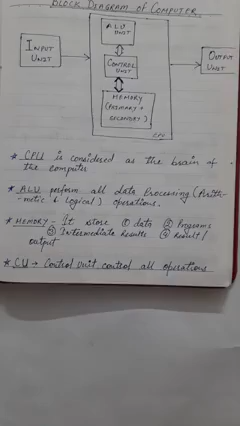 BLOCK DIAGRAM OF COMPUTER
ALU
UNIT
INPUT
UNIT
CONTROL
UNIT
OUTPUT
UNIT
MEMORY
(PRIMARY +
SECONDARY)
CPU
* CPU is considered as the brain of
the computer
* ALU perform all data Processing (Arith-
-metic & Logical) operations.
* MEMORY - It store ① data ② Programs
③ Intermediate Results ④ Result/
Output
* CU → Control unit control all operations